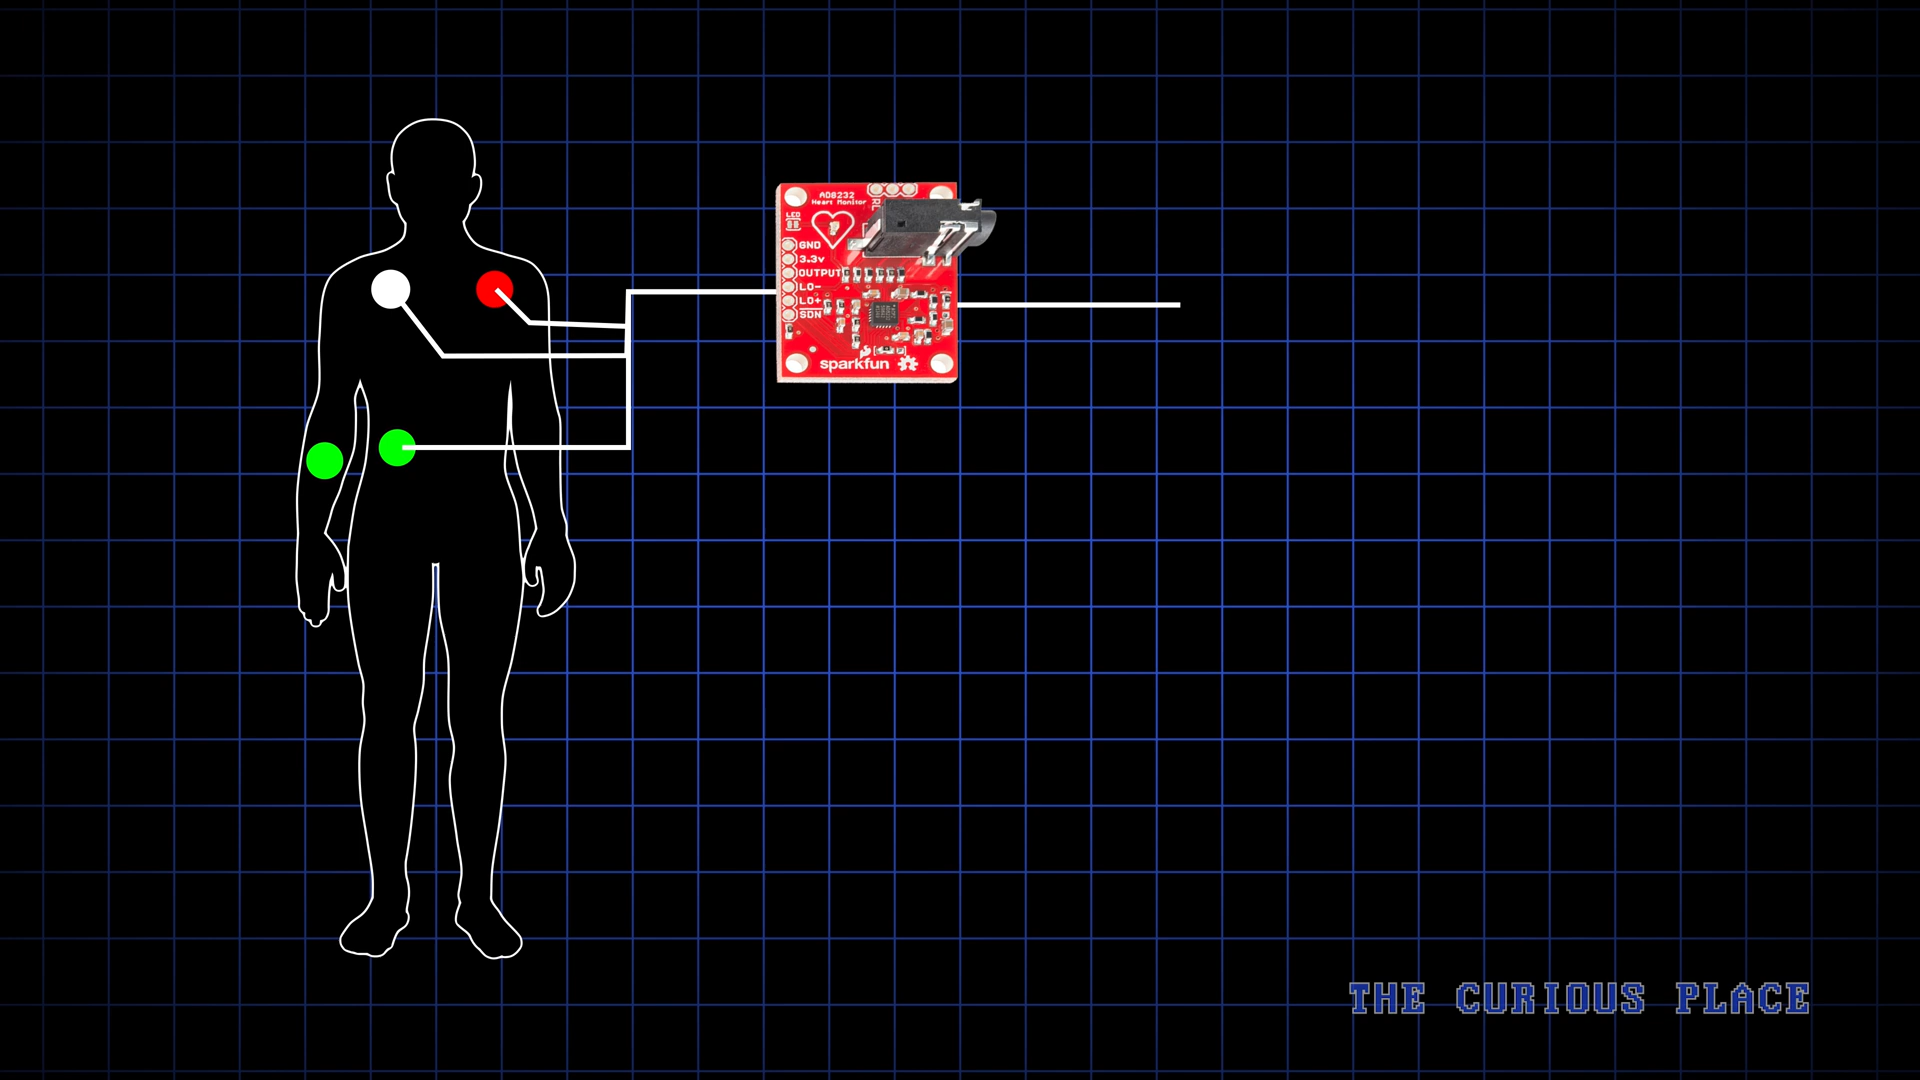 AD8232
Heart Monitor
LED
RL
GND
3.3v
OUTPUT
LO-
LO+
SDN
sparkfun
THE CURIOUS PLACE